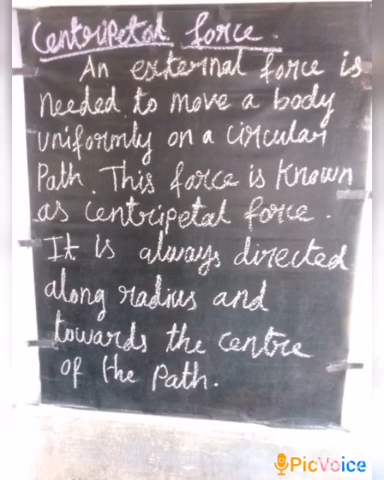 Centripetal force.
An external force is
needed to move a body
uniformly on a circular
Path. This force is known
as centripetal force.
It is always directed
along radius and
towards the centre
of the Path.
PicVoice